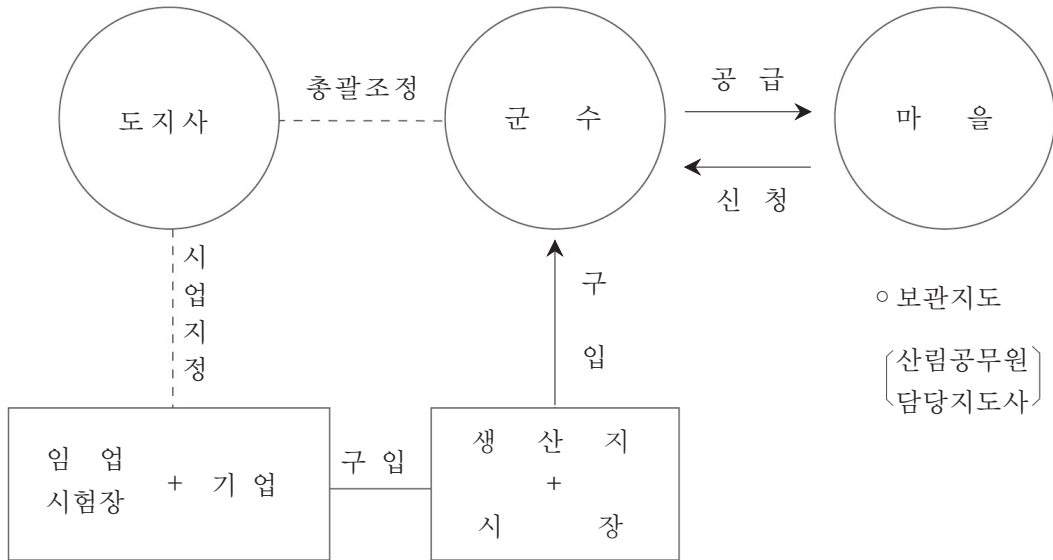 도지사
총괄조정
군 수
공 급
신 청
마 을
시업지정
구 입
○ 보관지도
산림공무원
담당지도사
임 업
시험장
+ 기 업
구 입
생 산 지
+
시 장